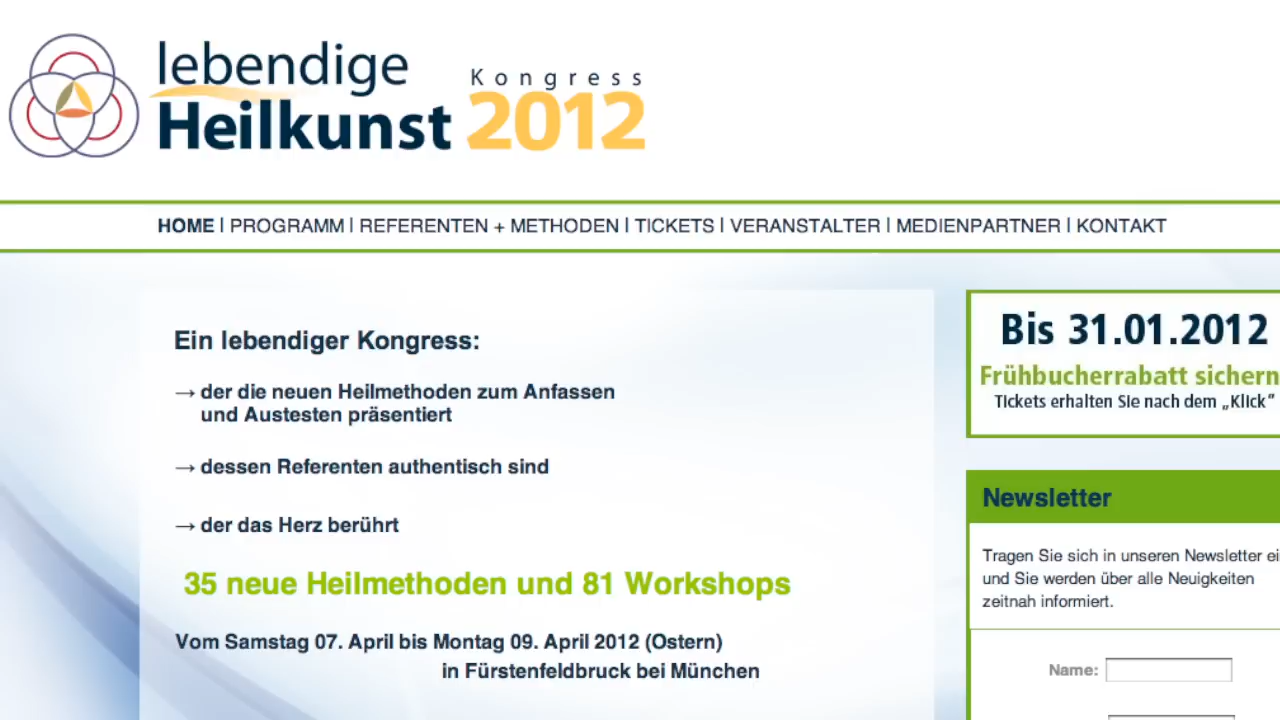 lebendige
Heilkunst
Kongress
2012
HOME | PROGRAMM | REFERENTEN + METHODEN | TICKETS | VERANSTALTER | MEDIENPARTNER | KONTAKT
Ein lebendiger Kongress:
→ der die neuen Heilmethoden zum Anfassen
und Austesten präsentiert
→ dessen Referenten authentisch sind
→ der das Herz berührt
35 neue Heilmethoden und 81 Workshops
Vom Samstag 07. April bis Montag 09. April 2012 (Ostern)
in Fürstenfeldbruck bei München
Bis 31.01.2012
Frühbucherrabatt sichern
Tickets erhalten Sie nach dem „Klick”
Newsletter
Tragen Sie sich in unseren Newsletter ei
und Sie werden über alle Neuigkeiten
zeitnah informiert.
Name: